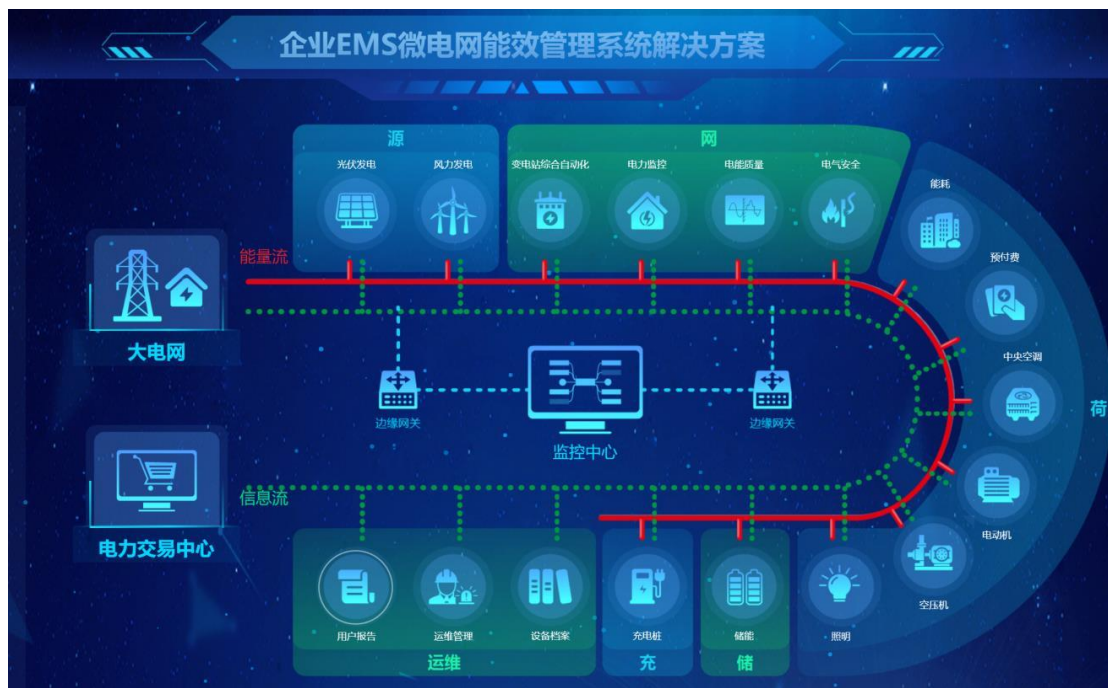 企业EMS微电网能效管理系统解决方案
源
网
光伏发电
风力发电
变电站综合自动化
电力监控
电能质量
电气安全
能耗
能量流
预付费
大电网
中央空调
荷
边缘网关
监控中心
边缘网关
信息流
电动机
电力交易中心
空压机
用户报告
运维管理
设备档案
充电桩
储能
照明
运维
充
储